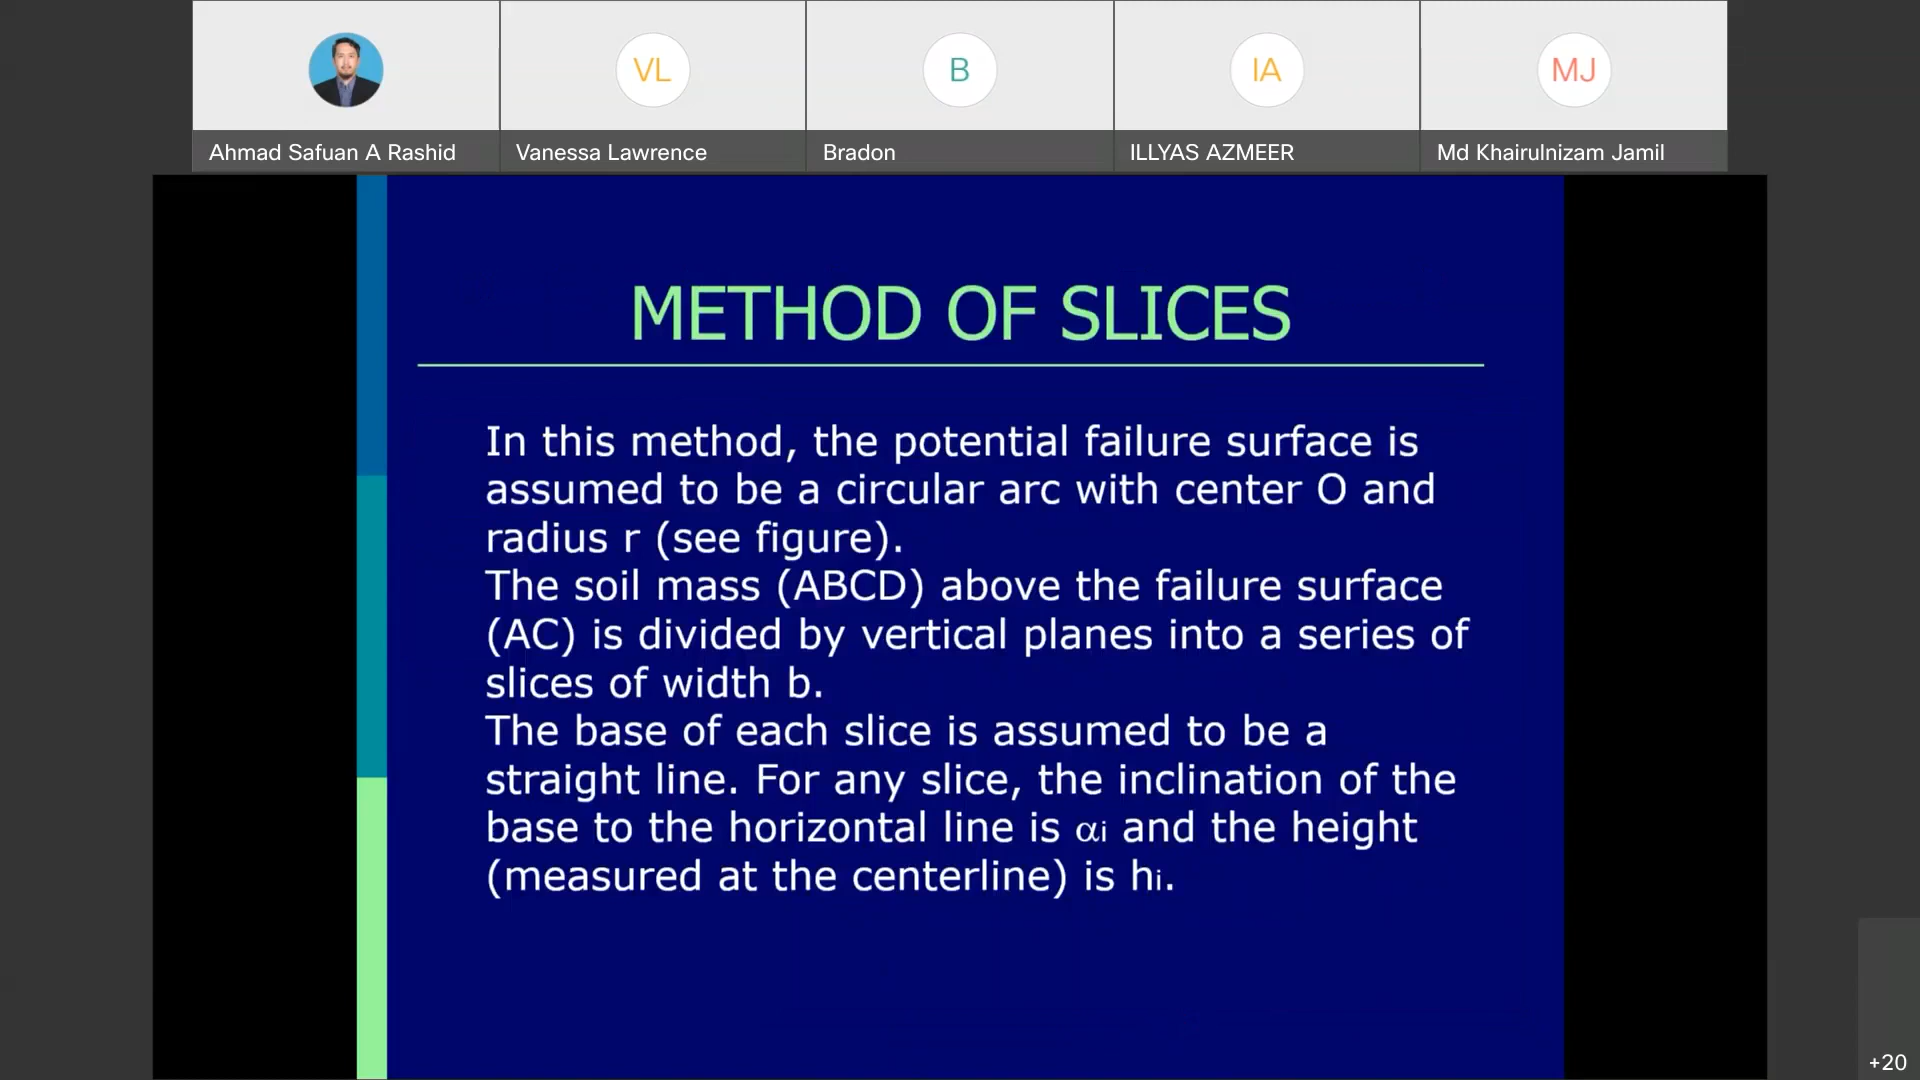 VL
B
IA
MJ
Ahmad Safuan A Rashid
Vanessa Lawrence
Bradon
ILLYAS AZMEER
Md Khairulnizam Jamil
METHOD OF SLICES
In this method, the potential failure surface is
assumed to be a circular arc with center O and
radius r (see figure).
The soil mass (ABCD) above the failure surface
(AC) is divided by vertical planes into a series of
slices of width b.
The base of each slice is assumed to be a
straight line. For any slice, the inclination of the
base to the horizontal line is αi and the height
(measured at the centerline) is hi.
+20